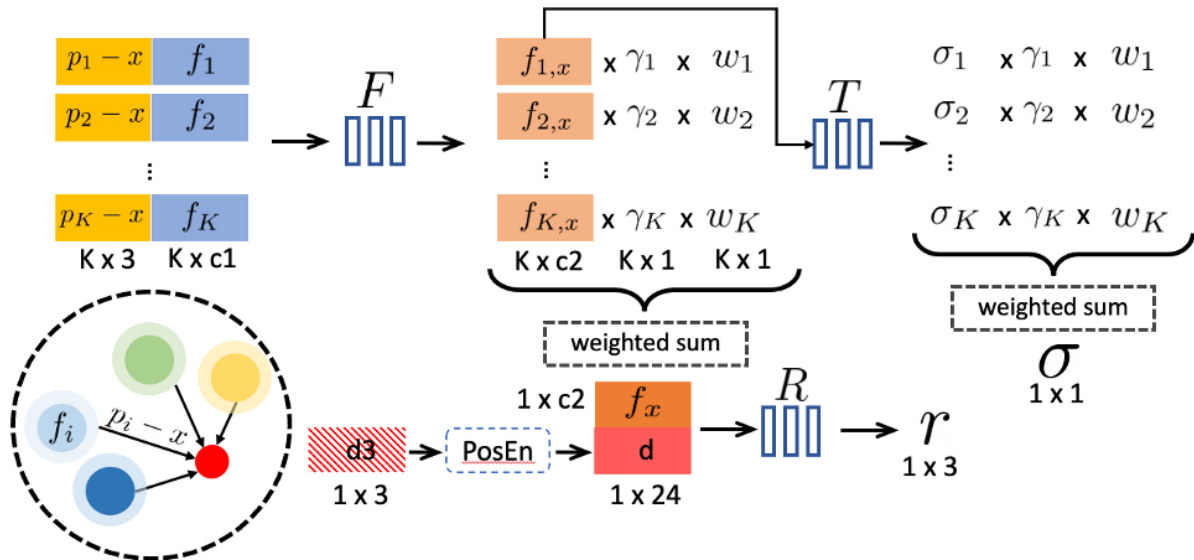 p₁ − x f₁
p₂ − x f₂
⋮
p_K − x f_K
K x 3 K x c1
F
f₁,ₓ x γ₁ x w₁
f₂,ₓ x γ₂ x w₂
⋮
f_{K,x} x γ_K x w_K
K x c2 K x 1 K x 1
weighted sum
T
σ₁ x γ₁ x w₁
σ₂ x γ₂ x w₂
⋮
σ_K x γ_K x w_K
weighted sum
σ
1 x 1
f_i p_i − x
d3
1 x 3
PosEn
1 x c2 f_x
d
1 x 24
R
r
1 x 3